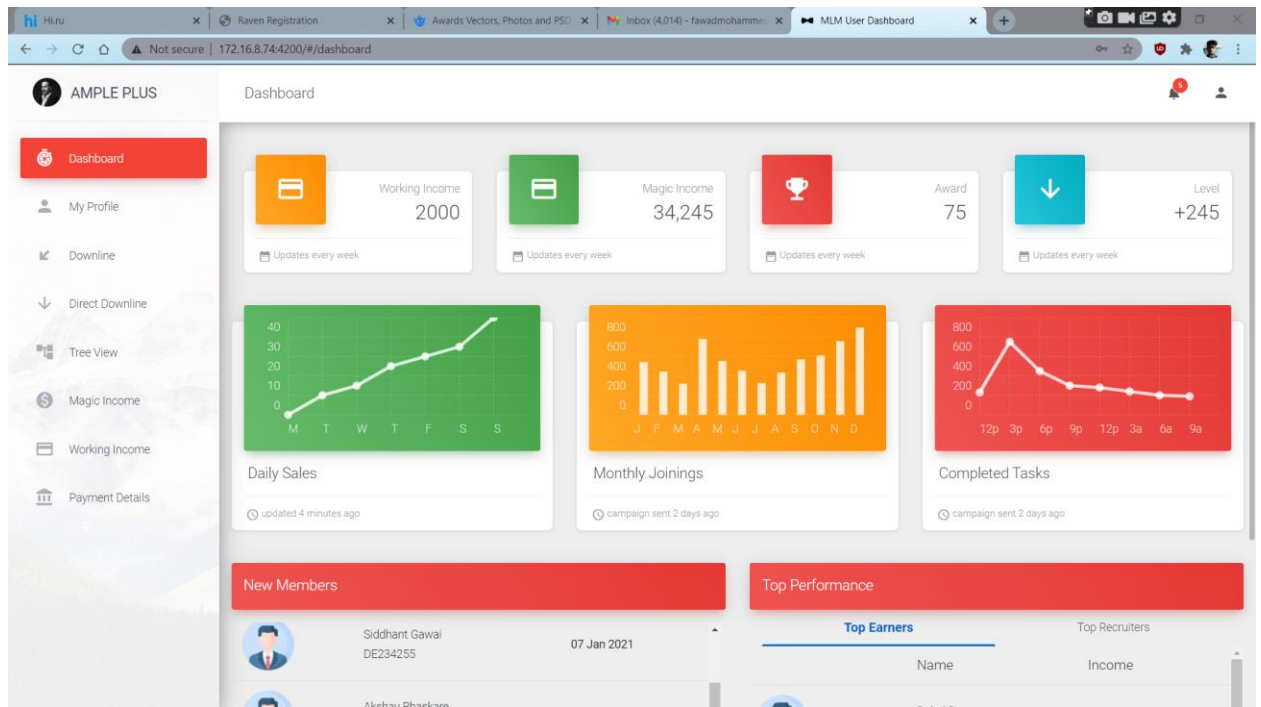 hi Hi.ru
Raven Registration
Awards Vectors, Photos and PSD
Inbox (4,014) - fawadmohamme
MLM User Dashboard
Not secure | 172.16.8.74:4200/#/dashboard
AMPLE PLUS
Dashboard
5
Dashboard
My Profile
Downline
Direct Downline
Tree View
Magic Income
Working Income
Payment Details
Working Income
2000
Updates every week
Magic Income
34,245
Updates every week
Award
75
Updates every week
Level
+245
Updates every week
40
30
20
10
0
M T W T F S S
Daily Sales
updated 4 minutes ago
800
600
400
200
0
J F M A M J J A S O N D
Monthly Joinings
campaign sent 2 days ago
800
600
400
200
0
12p 3p 6p 9p 12p 3a 6a 9a
Completed Tasks
campaign sent 2 days ago
New Members
Siddhant Gawai
DE234255
07 Jan 2021
Akshay Bhaskare
Top Performance
Top Earners
Top Recruiters
Name Income